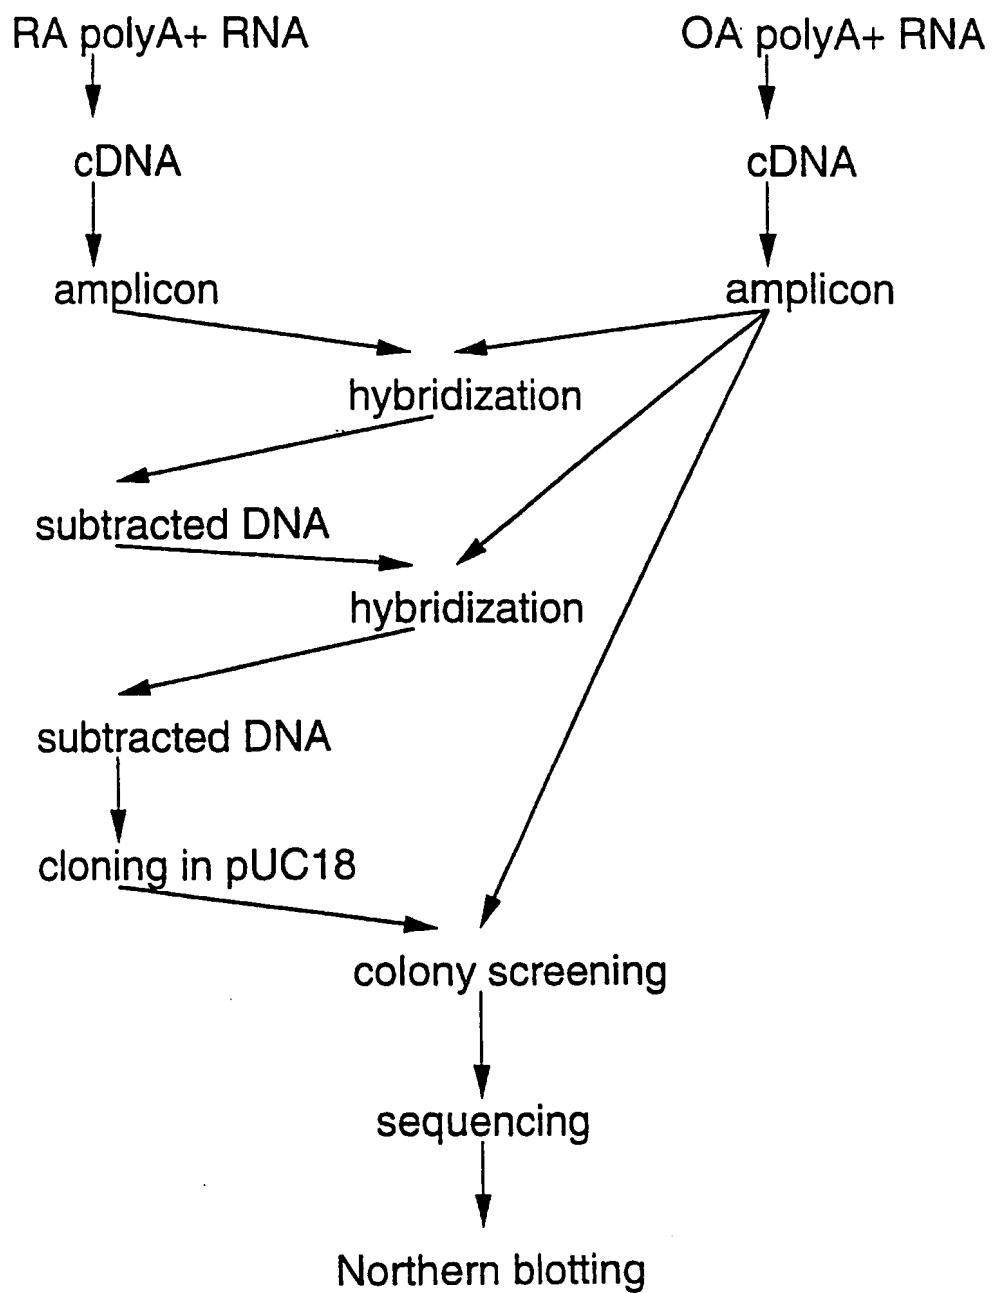 RA polyA+ RNA
OA polyA+ RNA
cDNA
cDNA
amplicon
amplicon
hybridization
subtracted DNA
hybridization
subtracted DNA
cloning in pUC18
colony screening
sequencing
Northern blotting